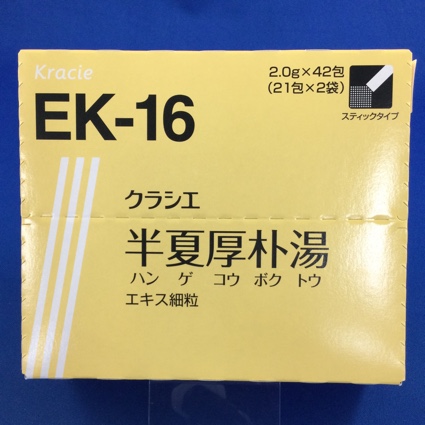 Kracie
2.0g×42包
(21包×2袋)
スティックタイプ
EK-16
クラシエ
半夏厚朴湯
ハン ゲ コウ ボク トウ
エキス細粒